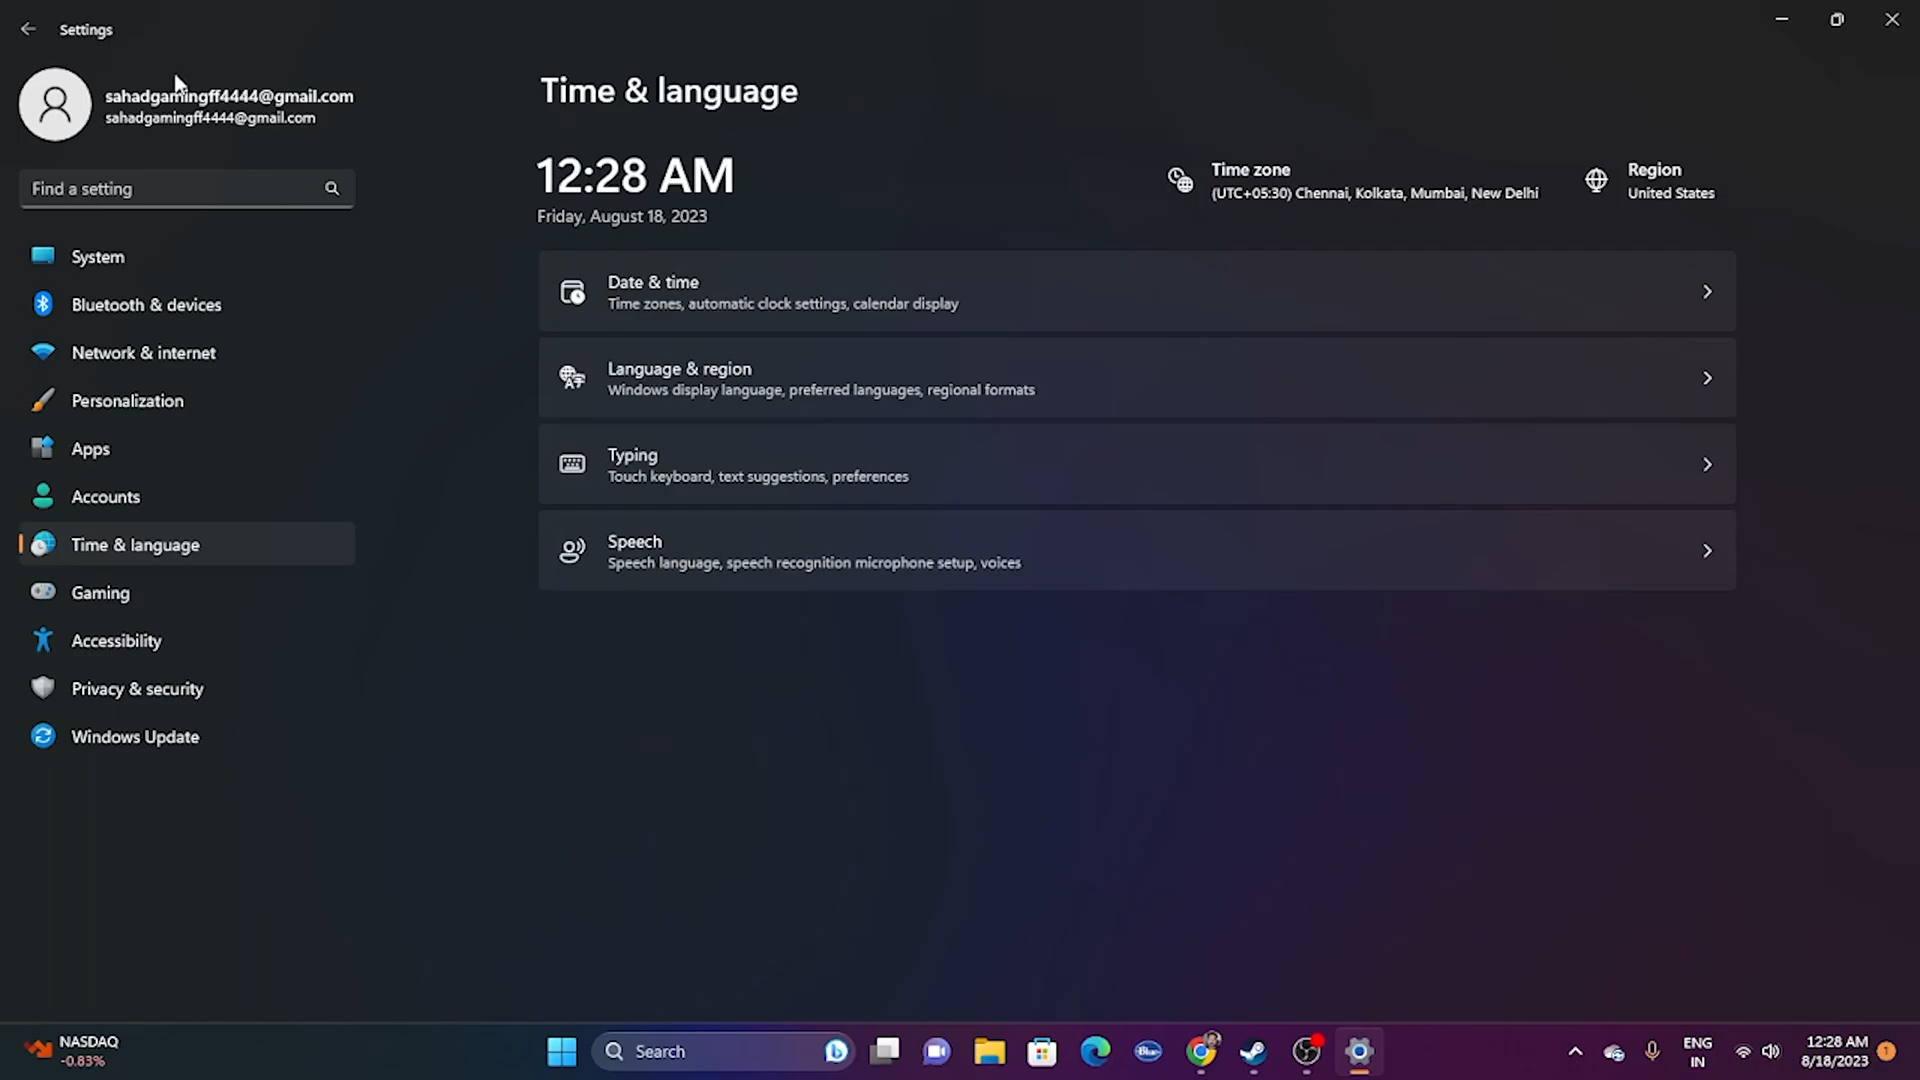 Settings
sahadgamingff4444@gmail.com
sahadgamingff4444@gmail.com
Find a setting
System
Bluetooth & devices
Network & internet
Personalization
Apps
Accounts
Time & language
Gaming
Accessibility
Privacy & security
Windows Update
Time & language
12:28 AM
Friday, August 18, 2023
Time zone
(UTC+05:30) Chennai, Kolkata, Mumbai, New Delhi
Region
United States
Date & time
Time zones, automatic clock settings, calendar display
Language & region
Windows display language, preferred languages, regional formats
Typing
Touch keyboard, text suggestions, preferences
Speech
Speech language, speech recognition microphone setup, voices
NASDAQ
-0.83%
Search
Blue
ENG
IN
12:28 AM
8/18/2023
1